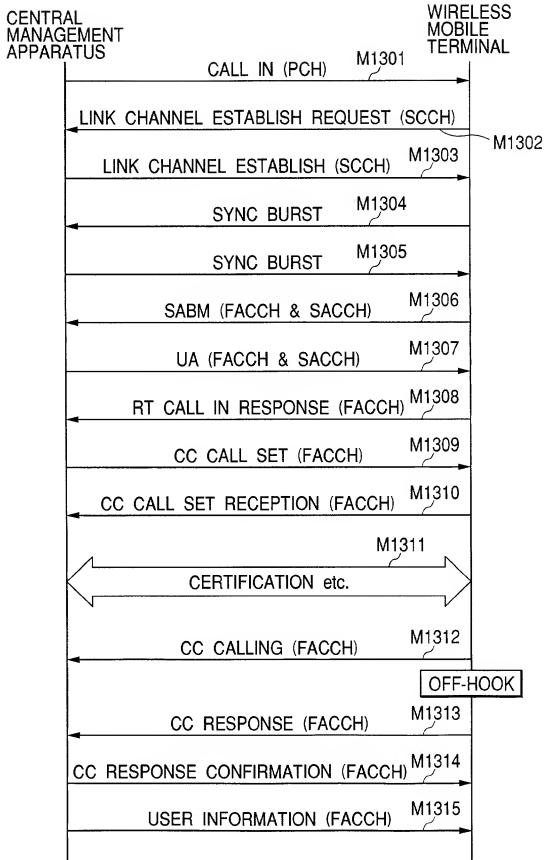 CENTRAL
MANAGEMENT
APPARATUS
WIRELESS
MOBILE
TERMINAL
CALL IN (PCH)
M1301
LINK CHANNEL ESTABLISH REQUEST (SCCH)
M1302
LINK CHANNEL ESTABLISH (SCCH)
M1303
SYNC BURST
M1304
SYNC BURST
M1305
SABM (FACCH & SACCH)
M1306
UA (FACCH & SACCH)
M1307
RT CALL IN RESPONSE (FACCH)
M1308
CC CALL SET (FACCH)
M1309
CC CALL SET RECEPTION (FACCH)
M1310
M1311
CERTIFICATION etc.
CC CALLING (FACCH)
M1312
OFF-HOOK
CC RESPONSE (FACCH)
M1313
CC RESPONSE CONFIRMATION (FACCH)
M1314
USER INFORMATION (FACCH)
M1315